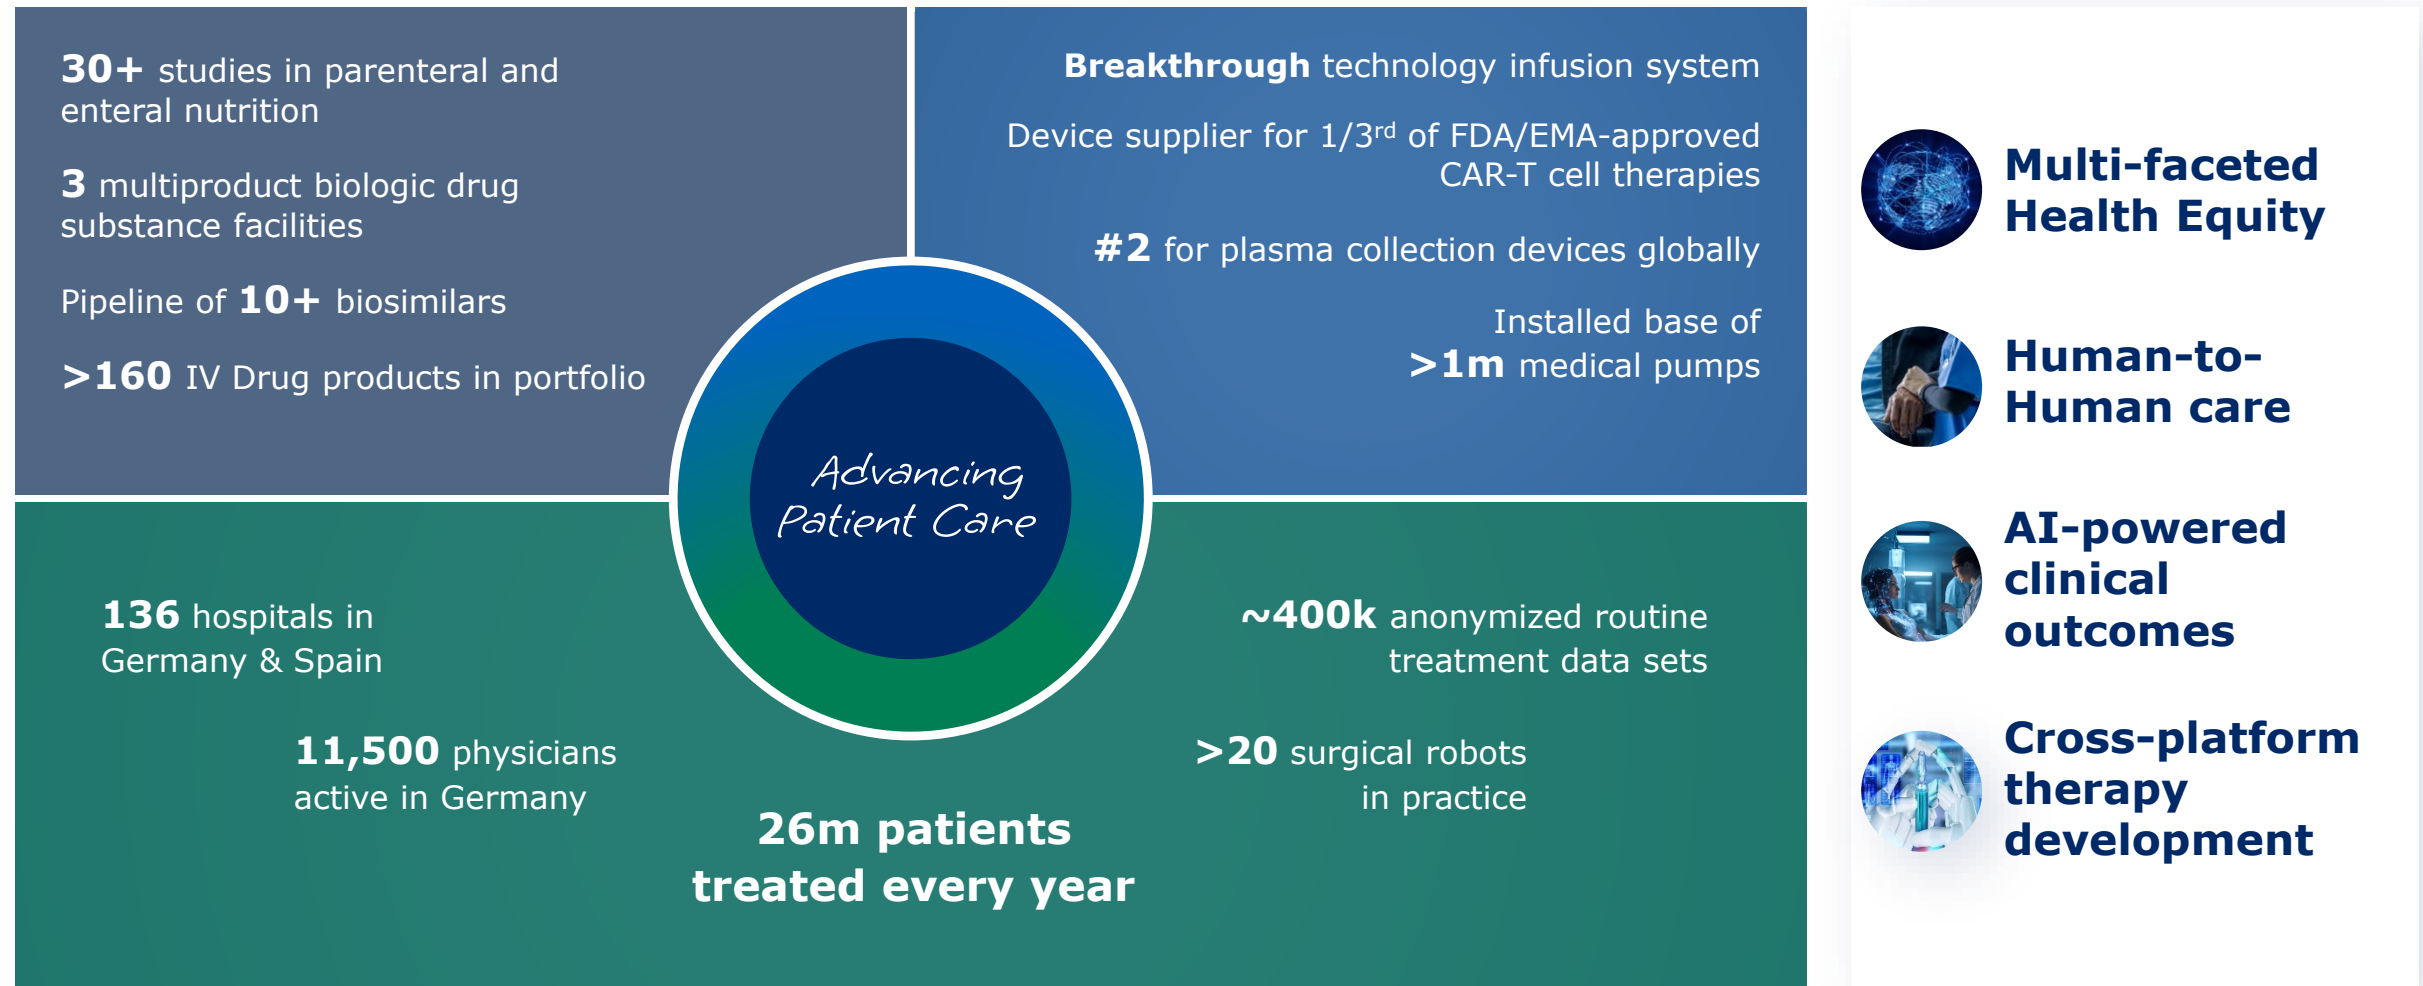 30+ studies in parenteral and
enteral nutrition
3 multiproduct biologic drug
substance facilities
Pipeline of 10+ biosimilars
>160 IV Drug products in portfolio
Breakthrough technology infusion system
Device supplier for 1/3rd of FDA/EMA-approved
CAR-T cell therapies
#2 for plasma collection devices globally
Installed base of
>1m medical pumps
Advancing
Patient Care
136 hospitals in
Germany & Spain
11,500 physicians
active in Germany
26m patients
treated every year
~400k anonymized routine
treatment data sets
>20 surgical robots
in practice
Multi-faceted
Health Equity
Human-to-
Human care
AI-powered
clinical
outcomes
Cross-platform
therapy
development